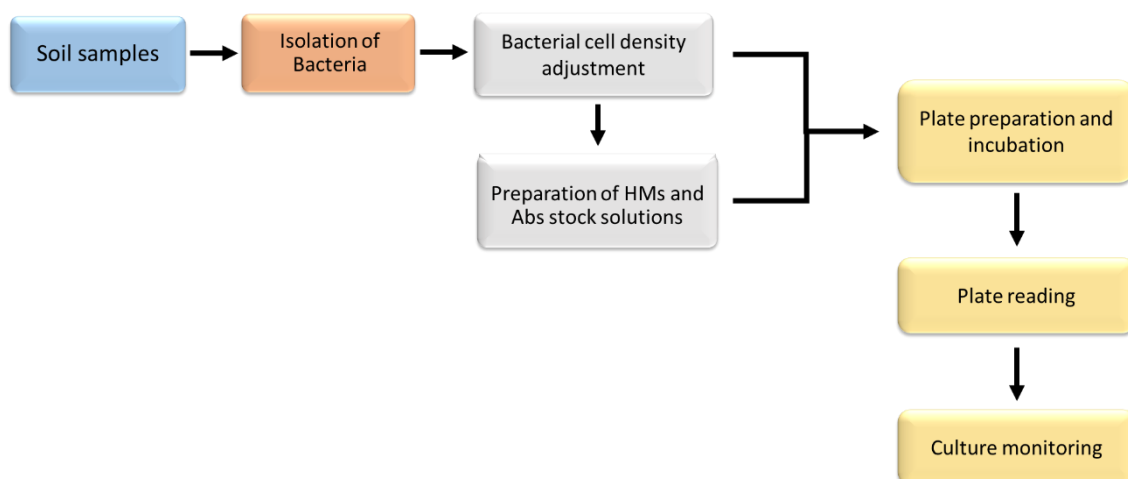 Soil samples
Isolation of
Bacteria
Bacterial cell density
adjustment
Preparation of HMs and
Abs stock solutions
Plate preparation and
incubation
Plate reading
Culture monitoring